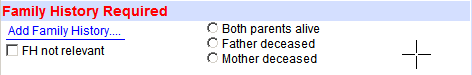 Family History Required
Add Family History....
FH not relevant
Both parents alive
Father deceased
Mother deceased